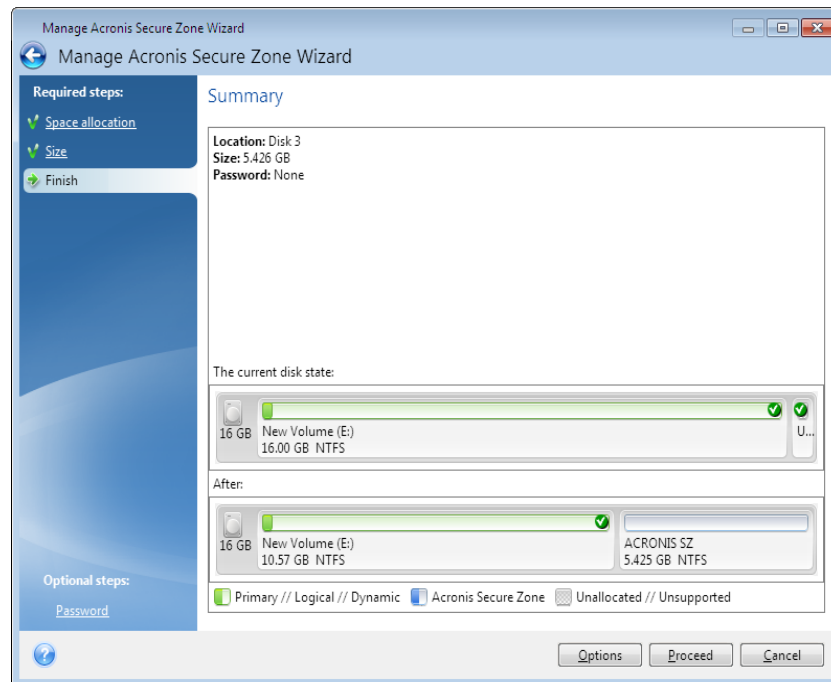 Manage Acronis Secure Zone Wizard
Manage Acronis Secure Zone Wizard
Required steps:
Space allocation
Size
Finish
Optional steps:
Password
Summary
Location: Disk 3
Size: 5.426 GB
Password: None
The current disk state:
16 GB
New Volume (E:)
16.00 GB NTFS
U...
After:
16 GB
New Volume (E:)
10.57 GB NTFS
ACRONIS SZ
5.425 GB NTFS
Primary // Logical // Dynamic Acronis Secure Zone Unallocated // Unsupported
Options Proceed Cancel